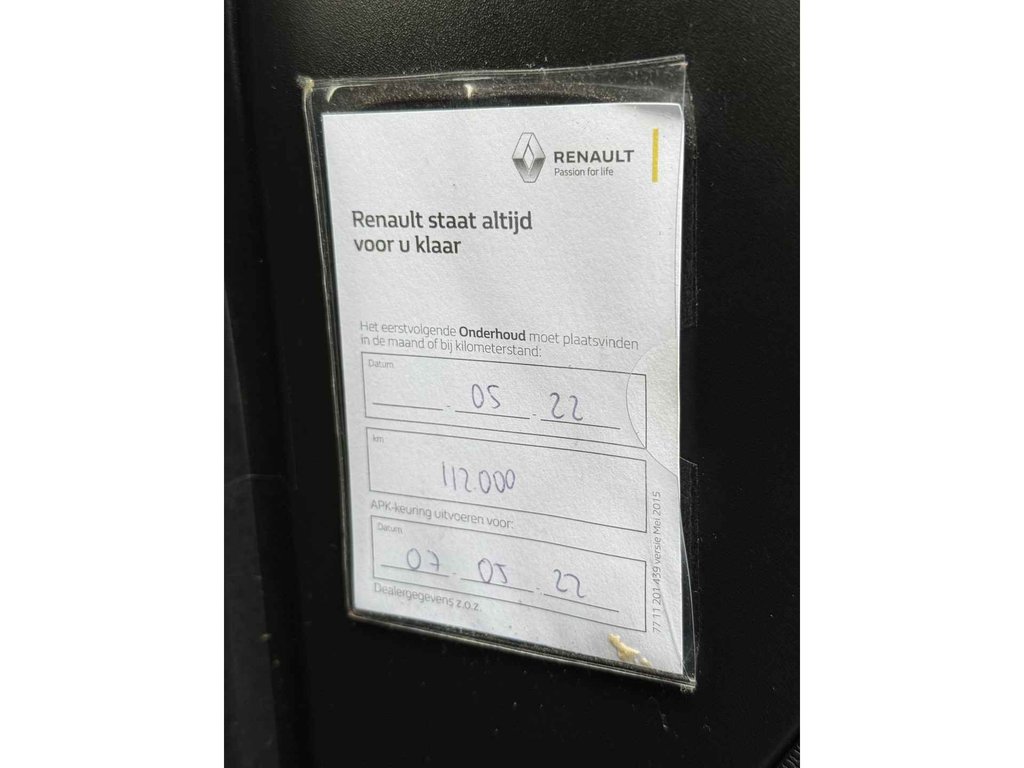 RENAULT
Passion for life
Renault staat altijd
voor u klaar
Het eerstvolgende Onderhoud moet plaatsvinden
in de maand of bij kilometerstand:
Datum
- 05 - 22
km
112.000
APK-keuring uitvoeren voor:
Datum
07 - 05 - 22
Dealergegevens z.o.z.
77 11 201 439 versie Mei 2015